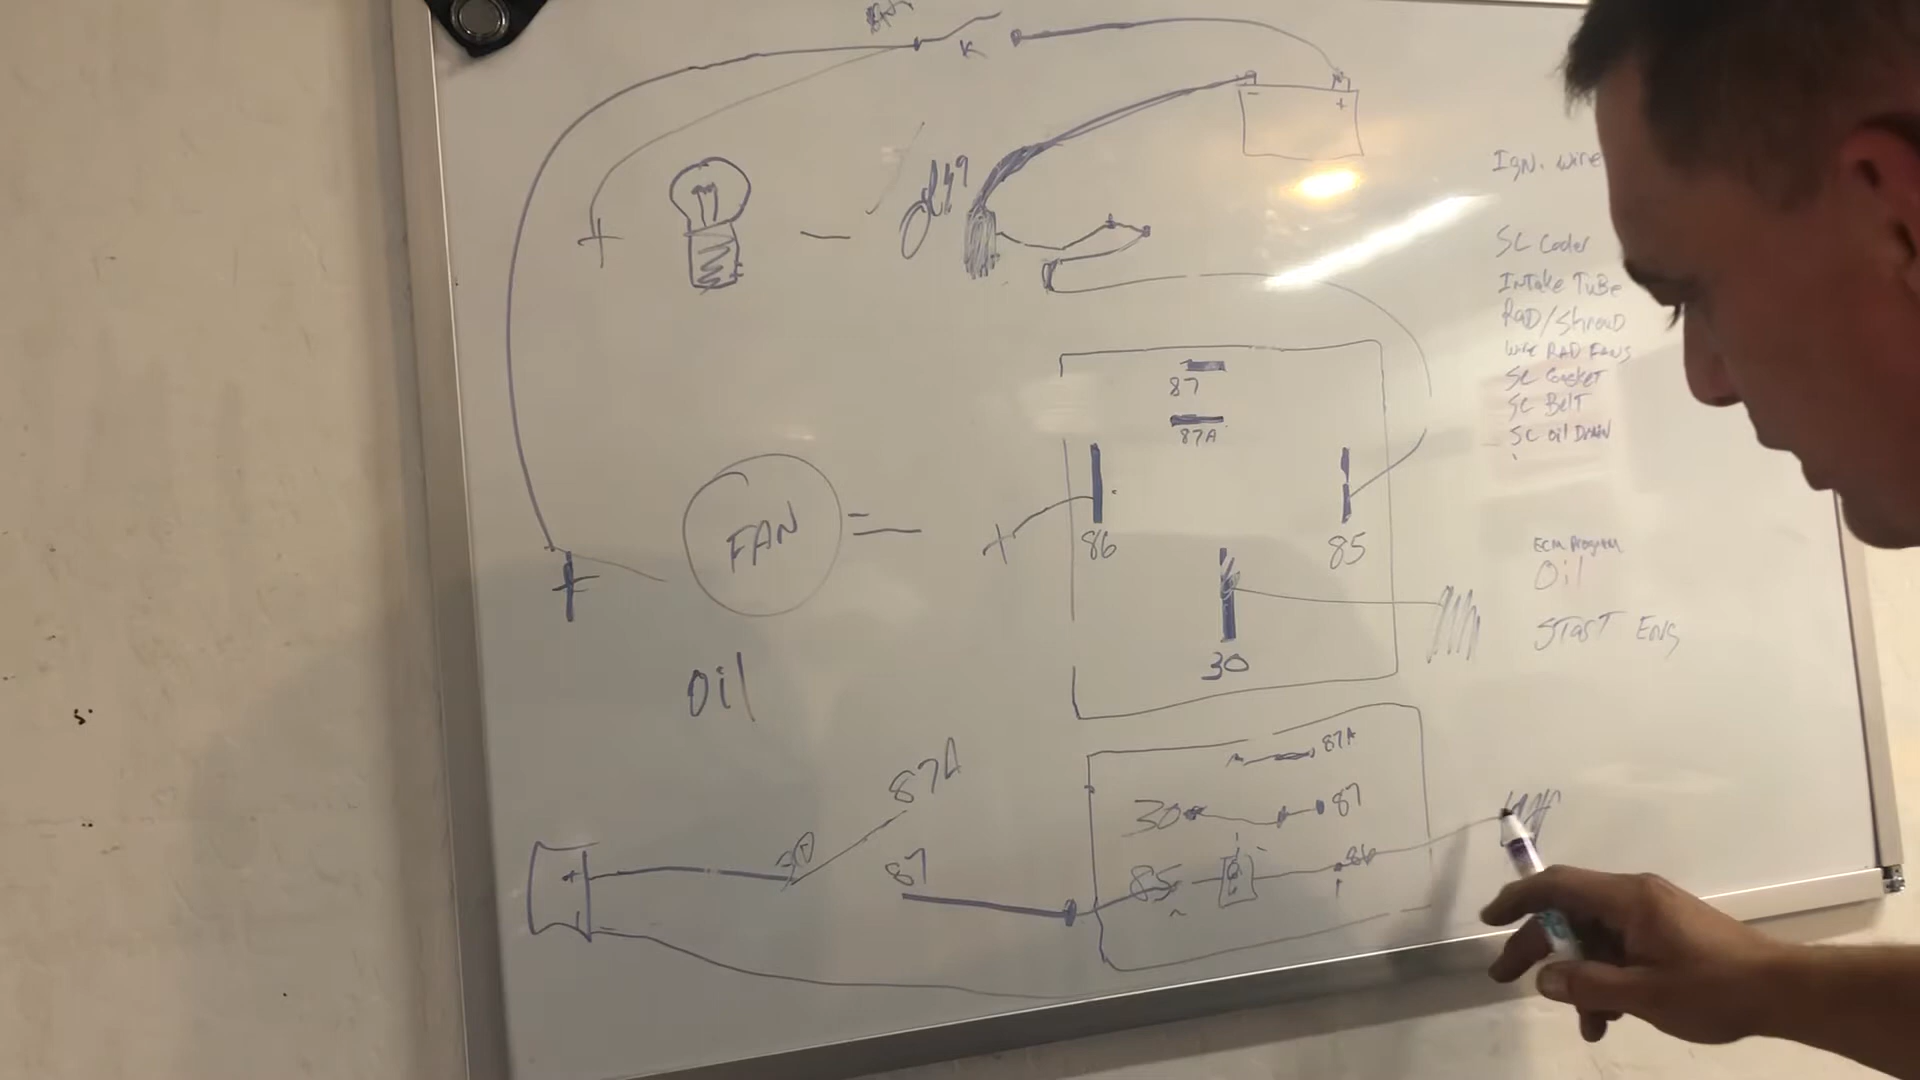 K
- +
+ -
Ign. wire
SC Cooler
Intake Tube
RAD/Shroud
Wire RAD FANS
SC Gasket
SC Belt
SC oil Drain
87
87A
86
85
30
FAN
+
+
ECM Program
Oil
START ENG
Oil
87A
87
+
87A
30
87
85
86